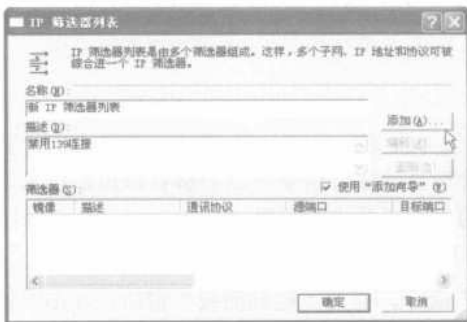 IP 筛选器列表
IP 筛选器列表是由多个筛选器组成。这样，多个子网、IP 地址和协议可被
综合进一个 IP 筛选器。
名称(N):
新 IP 筛选器列表
描述(D):
禁用139连接
添加(A)...
编辑(E)...
删除(R)
筛选器(S):
使用“添加向导”(W)
镜像 描述 通讯协议 源端口 目标端口
确定 取消